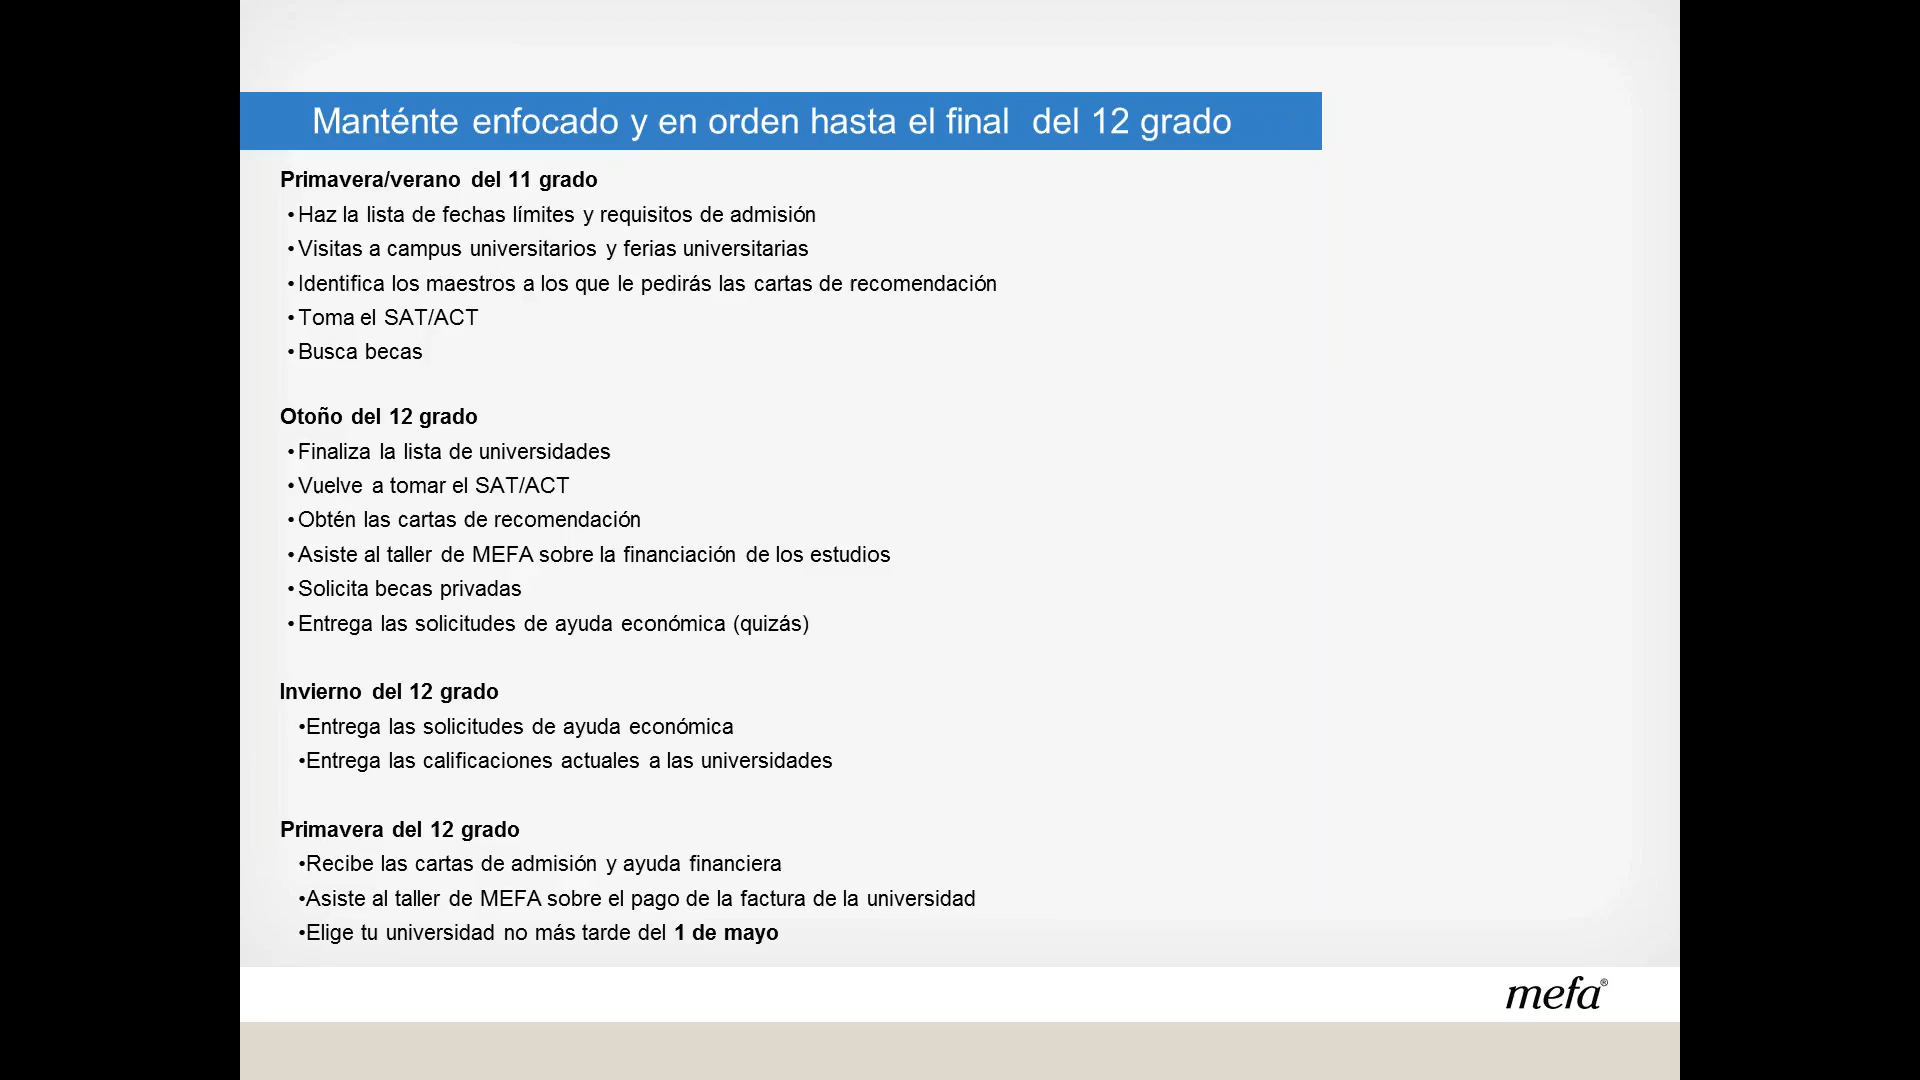 Manténte enfocado y en orden hasta el final del 12 grado
Primavera/verano del 11 grado
•Haz la lista de fechas límites y requisitos de admisión
•Visitas a campus universitarios y ferias universitarias
•Identifica los maestros a los que le pedirás las cartas de recomendación
•Toma el SAT/ACT
•Busca becas
Otoño del 12 grado
•Finaliza la lista de universidades
•Vuelve a tomar el SAT/ACT
•Obtén las cartas de recomendación
•Asiste al taller de MEFA sobre la financiación de los estudios
•Solicita becas privadas
•Entrega las solicitudes de ayuda económica (quizás)
Invierno del 12 grado
•Entrega las solicitudes de ayuda económica
•Entrega las calificaciones actuales a las universidades
Primavera del 12 grado
•Recibe las cartas de admisión y ayuda financiera
•Asiste al taller de MEFA sobre el pago de la factura de la universidad
•Elige tu universidad no más tarde del 1 de mayo
mefa®